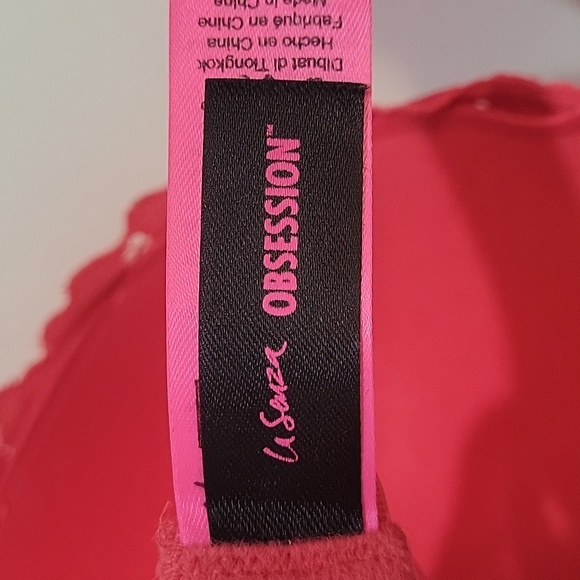 Dibuat di Tiongkok
Hecho en China
Fabriqué en Chine
Made in China
La Senza OBSESSION™